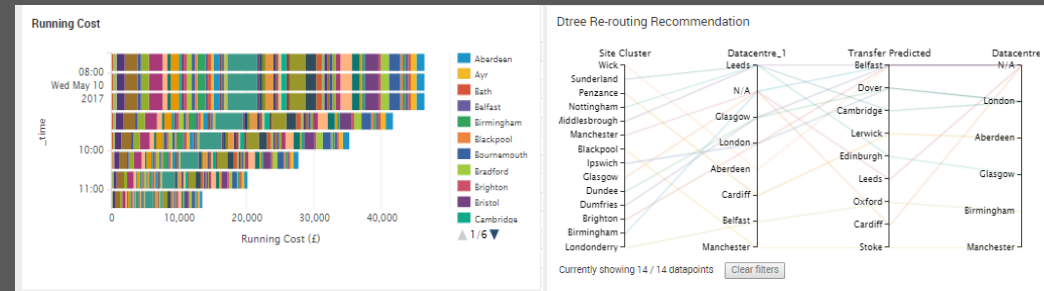 Running Cost
08:00
Wed May 10
2017
10:00
11:00
_time
0 10,000 20,000 30,000 40,000
Running Cost (£)
Aberdeen
Ayr
Bath
Belfast
Birmingham
Blackpool
Bournemouth
Bradford
Brighton
Bristol
Cambridge
1/6
Dtree Re-routing Recommendation
Site Cluster
Wick
Sunderland
Penzance
Nottingham
Middlesbrough
Manchester
Blackpool
Ipswich
Glasgow
Dundee
Dumfries
Brighton
Birmingham
Londonderry
Datacentre_1
Leeds
N/A
Glasgow
London
Aberdeen
Cardiff
Belfast
Manchester
Transfer Predicted
Belfast
Dover
Cambridge
Lerwick
Edinburgh
Leeds
Oxford
Cardiff
Stoke
Datacentre
N/A
London
Aberdeen
Glasgow
Birmingham
Manchester
Currently showing 14 / 14 datapoints
Clear filters